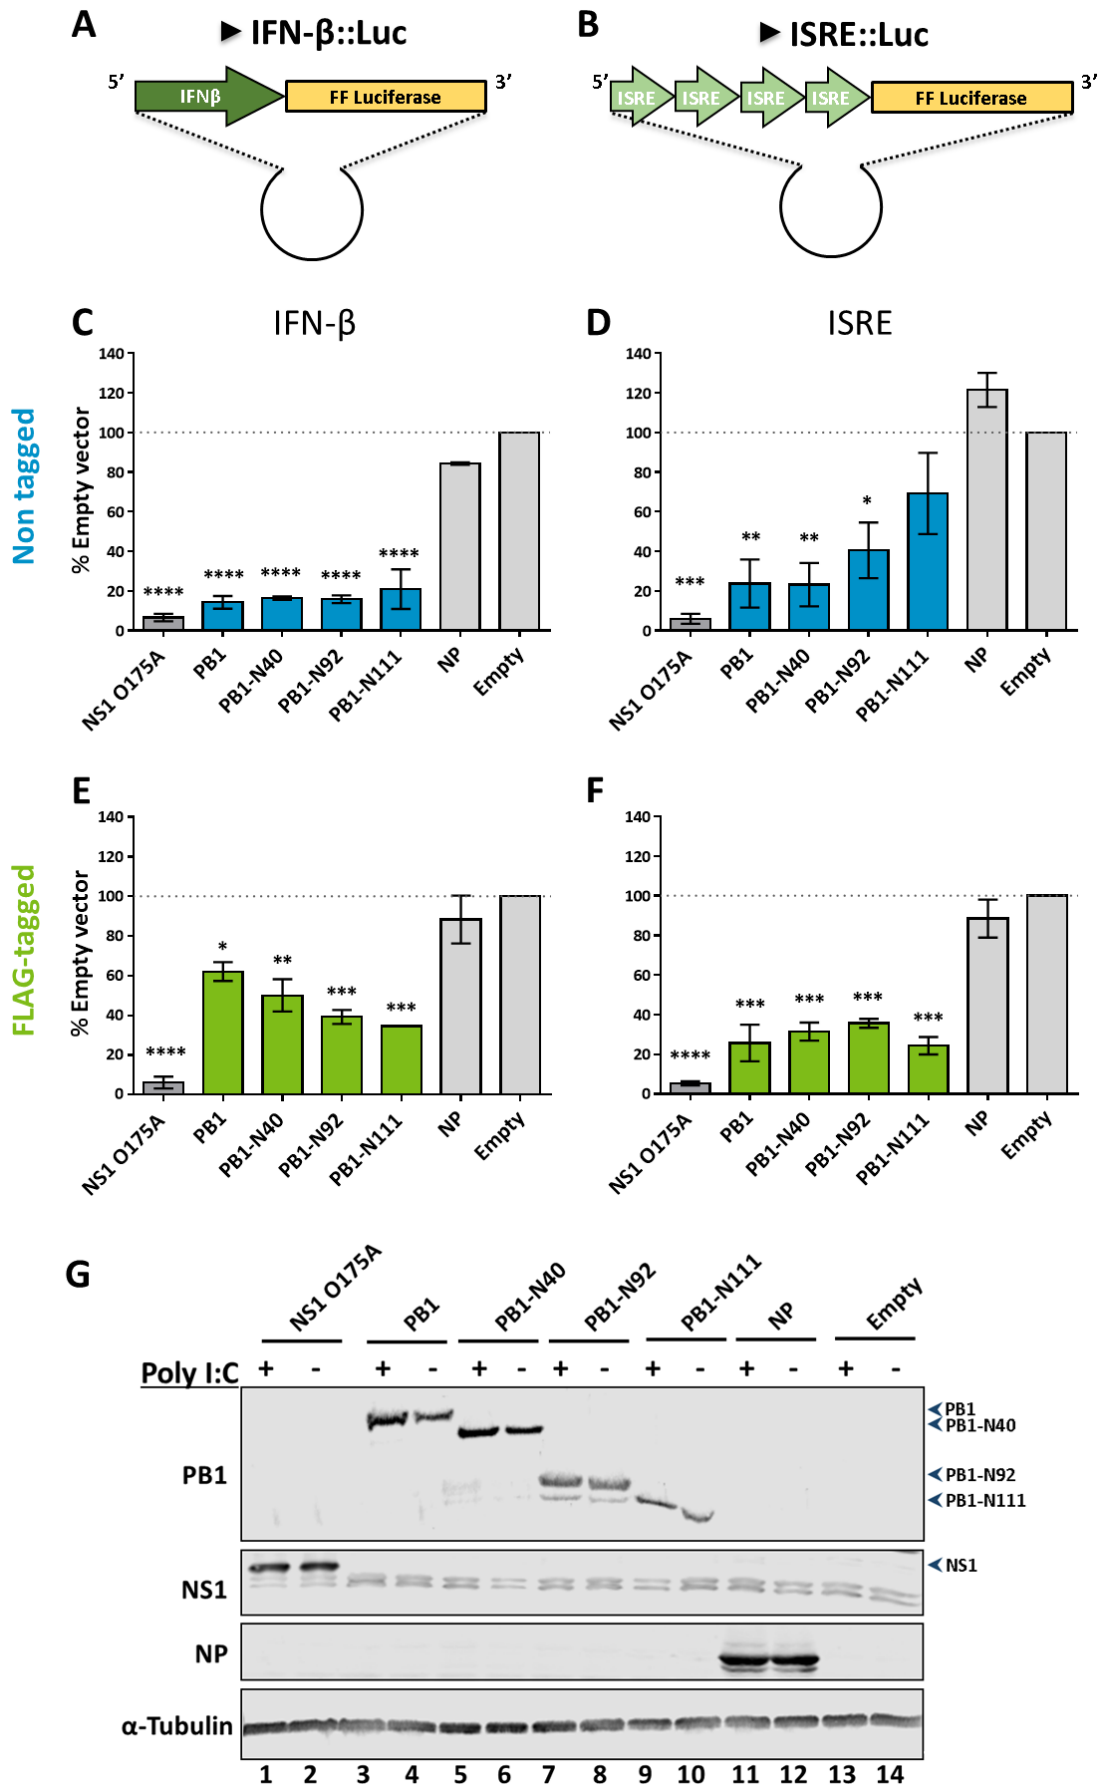 A
► IFN-β::Luc
5’
IFNβ
FF Luciferase
3’
B
► ISRE::Luc
5’
ISRE
ISRE
ISRE
ISRE
FF Luciferase
3’
Non tagged
C
IFN-β
% Empty vector
140
120
100
80
60
40
20
0
****
****
****
****
****
NS1 O175A
PB1
PB1-N40
PB1-N92
PB1-N111
NP
Empty
D
ISRE
140
120
100
80
60
40
20
0
***
**
**
*
NS1 O175A
PB1
PB1-N40
PB1-N92
PB1-N111
NP
Empty
FLAG-tagged
E
% Empty vector
140
120
100
80
60
40
20
0
****
*
**
***
***
NS1 O175A
PB1
PB1-N40
PB1-N92
PB1-N111
NP
Empty
F
140
120
100
80
60
40
20
0
****
***
***
***
***
NS1 O175A
PB1
PB1-N40
PB1-N92
PB1-N111
NP
Empty
G
NS1 O175A
PB1
PB1-N40
PB1-N92
PB1-N111
NP
Empty
Poly I:C + - + - + - + - + - + - + -
PB1
PB1
PB1-N40
PB1-N92
PB1-N111
NS1
NS1
NP
α-Tubulin
1 2 3 4 5 6 7 8 9 10 11 12 13 14